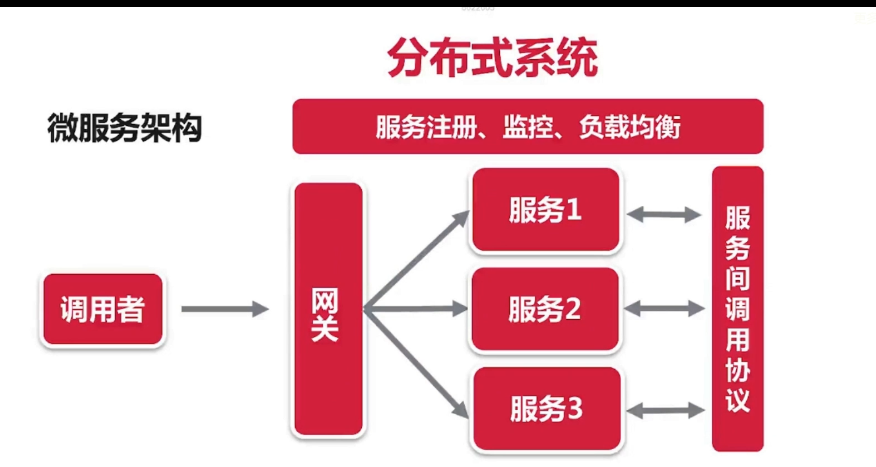 分布式系统
微服务架构
服务注册、监控、负载均衡
调用者
网关
服务1
服务2
服务3
服务间调用协议